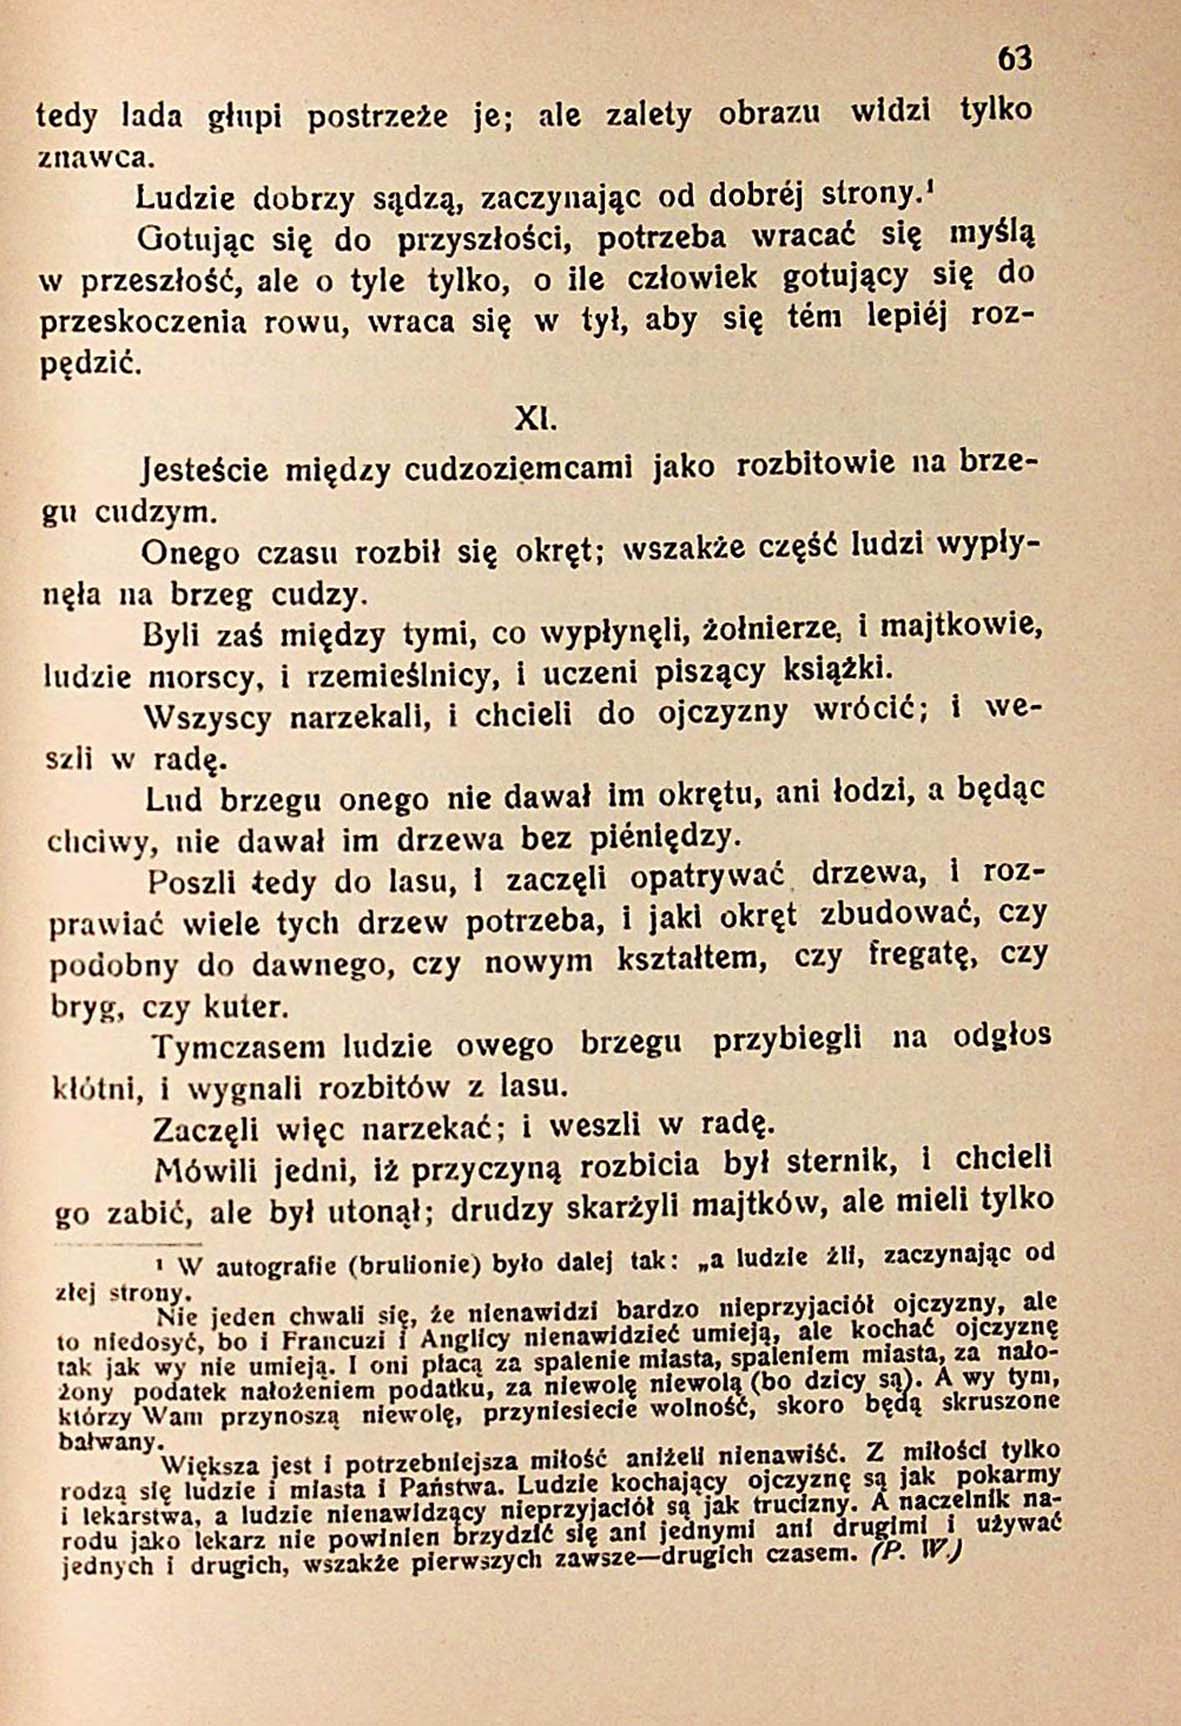 63
tedy lada głupi postrzeże je; ale zalety obrazu widzi tylko
znawca.
Ludzie dobrzy sądzą, zaczynając od dobréj strony.¹
Gotując się do przyszłości, potrzeba wracać się myślą
w przeszłość, ale o tyle tylko, o ile człowiek gotujący się do
przeskoczenia rowu, wraca się w tył, aby się tém lepiéj roz-
pędzić.
XI.
Jesteście między cudzoziemcami jako rozbitowie na brze-
gu cudzym.
Onego czasu rozbił się okręt; wszakże część ludzi wypły-
nęła na brzeg cudzy.
Byli zaś między tymi, co wypłynęli, żołnierze, i majtkowie,
ludzie morscy, i rzemieślnicy, i uczeni piszący książki.
Wszyscy narzekali, i chcieli do ojczyzny wrócić; i we-
szli w radę.
Lud brzegu onego nie dawał im okrętu, ani łodzi, a będąc
chciwy, nie dawał im drzewa bez piéniędzy.
Poszli tedy do lasu, i zaczęli opatrywać drzewa, i roz-
prawiać wiele tych drzew potrzeba, i jaki okręt zbudować, czy
podobny do dawnego, czy nowym kształtem, czy fregatę, czy
bryg, czy kuter.
Tymczasem ludzie owego brzegu przybiegli na odgłos
kłótni, i wygnali rozbitów z lasu.
Zaczęli więc narzekać; i weszli w radę.
Mówili jedni, iż przyczyną rozbicia był sternik, i chcieli
go zabić, ale był utonął; drudzy skarżyli majtków, ale mieli tylko
¹ W autografie (brulionie) było dalej tak: „a ludzie źli, zaczynając od
złej strony.
Nie jeden chwali się, że nienawidzi bardzo nieprzyjaciół ojczyzny, ale
to niedosyć, bo i Francuzi i Anglicy nienawidzieć umieją, ale kochać ojczyznę
tak jak wy nie umieją. I oni płacą za spalenie miasta, spaleniem miasta, za nało-
żony podatek nałożeniem podatku, za niewolę niewolą (bo dzicy są). A wy tym,
którzy Wam przynoszą niewolę, przyniesiecie wolność, skoro będą skruszone
bałwany.
Większa jest i potrzebniejsza miłość aniżeli nienawiść. Z miłości tylko
rodzą się ludzie i miasta i Państwa. Ludzie kochający ojczyznę są jak pokarmy
i lekarstwa, a ludzie nienawidzący nieprzyjaciół są jak trucizny. A naczelnik na-
rodu jako lekarz nie powinien brzydzić się ani jednymi ani drugimi i używać
jednych i drugich, wszakże pierwszych zawsze—drugich czasem. (P. W.)